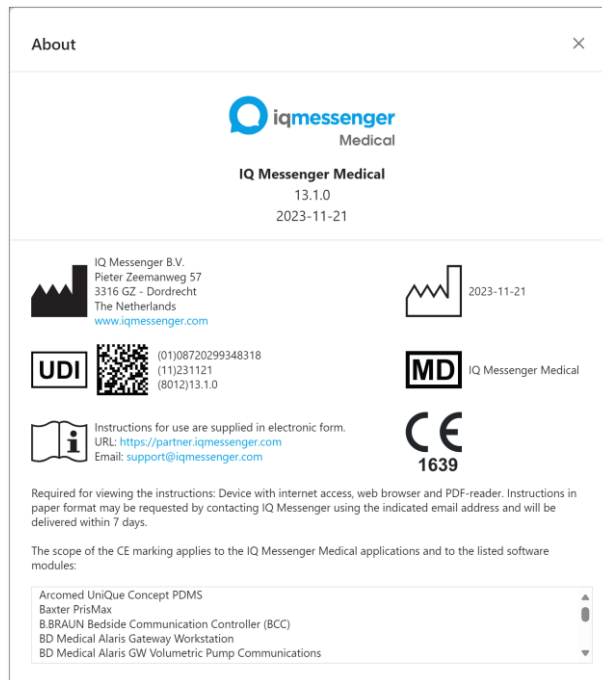 About
iqmessenger
Medical
IQ Messenger Medical
13.1.0
2023-11-21
IQ Messenger B.V.
Pieter Zeemanweg 57
3316 GZ - Dordrecht
The Netherlands
www.iqmessenger.com
2023-11-21
UDI
(01)08720299348318
(11)231121
(8012)13.1.0
MD
IQ Messenger Medical
i
Instructions for use are supplied in electronic form.
URL: https://partner.iqmessenger.com
Email: support@iqmessenger.com
CE
1639
Required for viewing the instructions: Device with internet access, web browser and PDF-reader. Instructions in
paper format may be requested by contacting IQ Messenger using the indicated email address and will be
delivered within 7 days.
The scope of the CE marking applies to the IQ Messenger Medical applications and to the listed software
modules:
Arcomed UniQue Concept PDMS
Baxter PrisMax
B.BRAUN Bedside Communication Controller (BCC)
BD Medical Alaris Gateway Workstation
BD Medical Alaris GW Volumetric Pump Communications